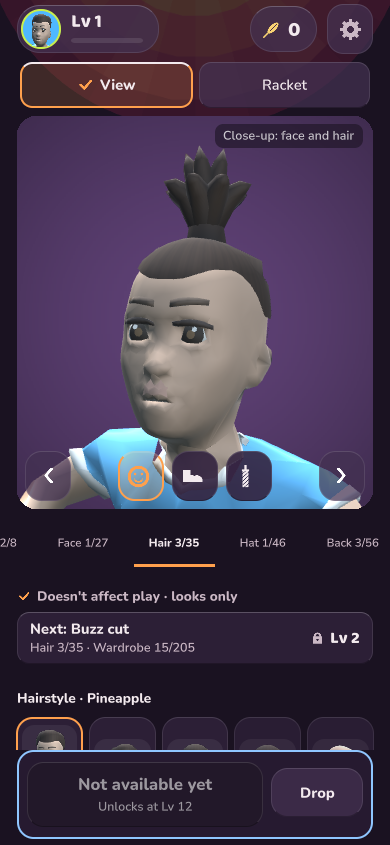 Lv 1
0
View
Racket
Close-up: face and hair
2/8
Face 1/27
Hair 3/35
Hat 1/46
Back 3/56
Doesn't affect play · looks only
Next: Buzz cut
Hair 3/35 · Wardrobe 15/205
Lv 2
Hairstyle · Pineapple
Not available yet
Unlocks at Lv 12
Drop